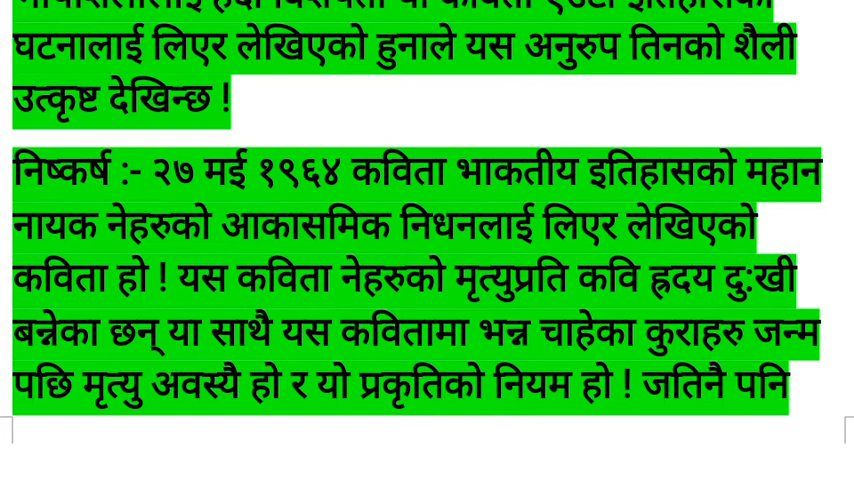 घटनालाई लिएर लेखिएको हुनाले यस अनुरुप तिनको शैली
उत्कृष्ट देखिन्छ !
निष्कर्ष :- २७ मई १९६४ कविता भाकतीय इतिहासको महान
नायक नेहरुको आकासमिक निधनलाई लिएर लेखिएको
कविता हो ! यस कविता नेहरुको मृत्युप्रति कवि ह्रदय दुःखी
बन्नेका छन् या साथै यस कवितामा भन्न चाहेका कुराहरु जन्म
पछि मृत्यु अवस्यै हो र यो प्रकृतिको नियम हो ! जतिनै पनि